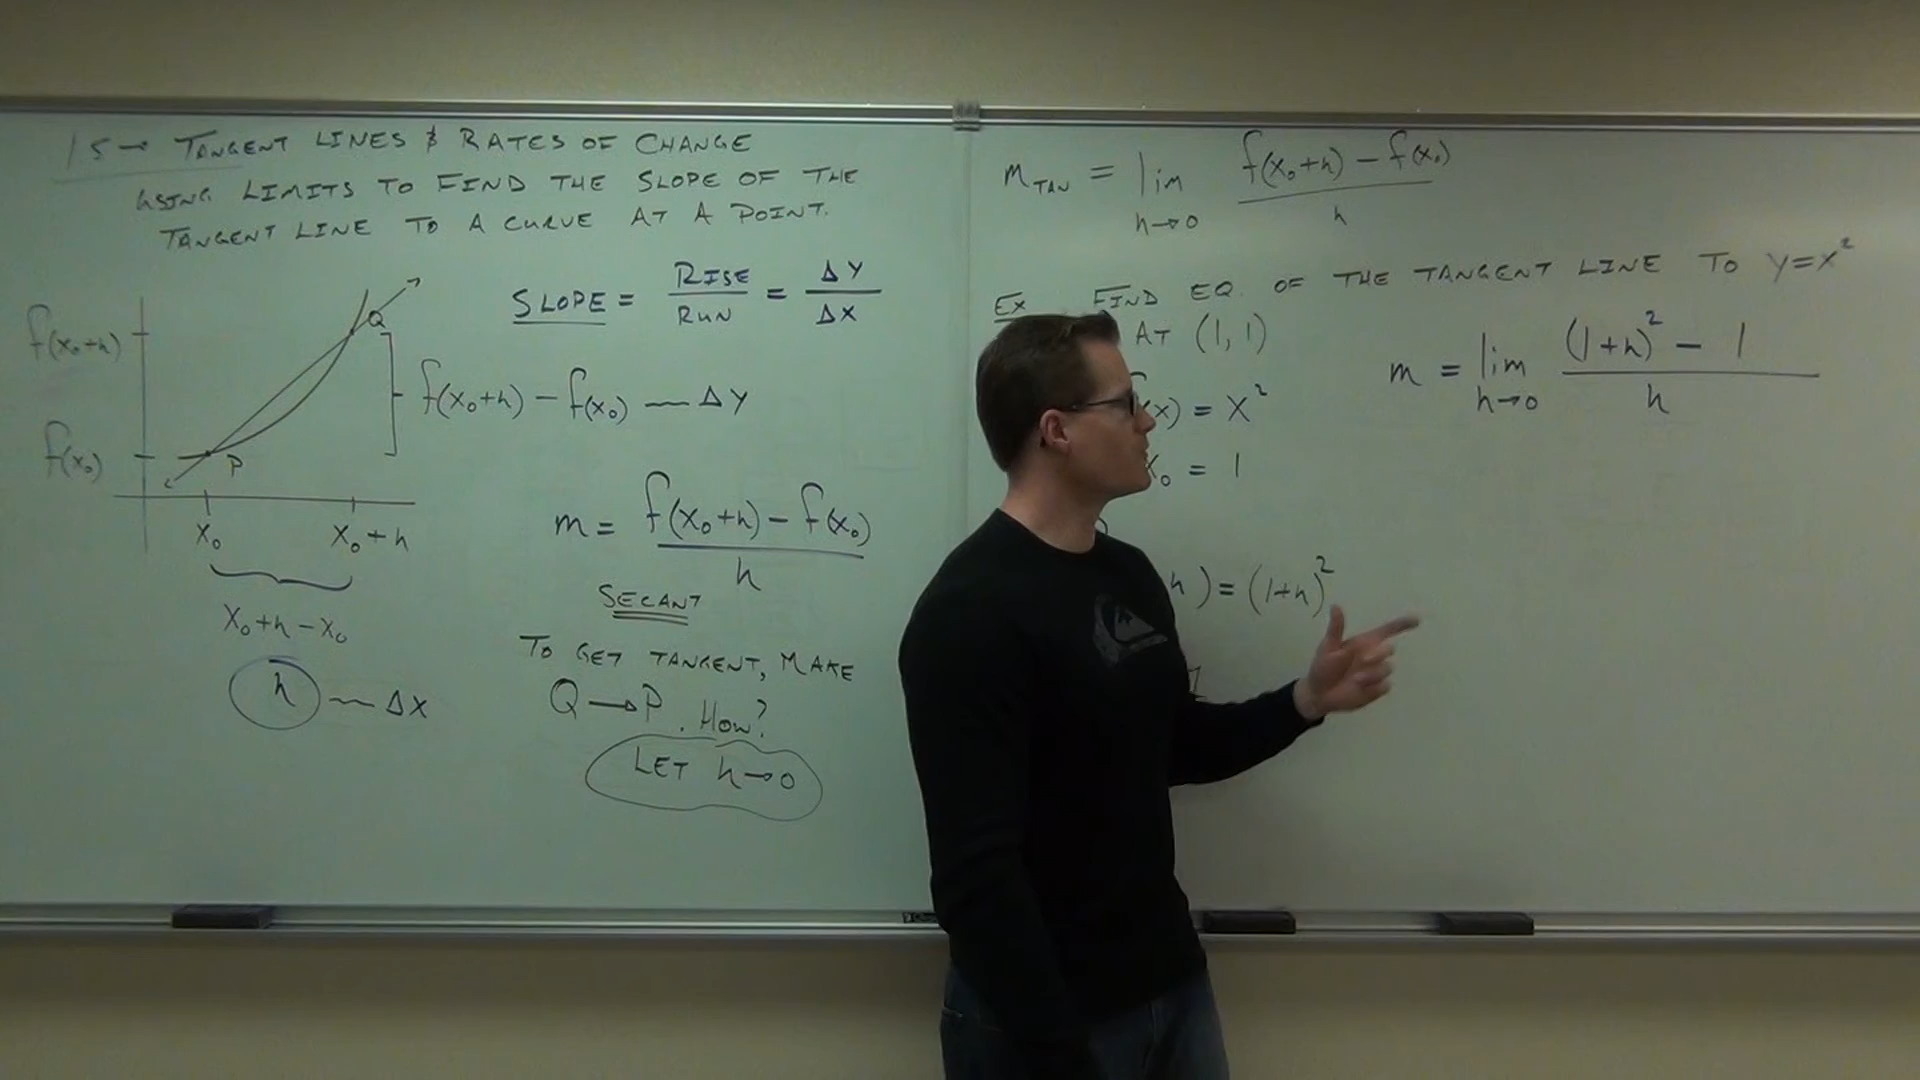 1.5 → TANGENT LINES & RATES OF CHANGE
USING LIMITS TO FIND THE SLOPE OF THE
TANGENT LINE TO A CURVE AT A POINT.
SLOPE = RISE/RUN = ΔY/ΔX
f(x₀+h)
f(x₀)
Q
P
f(x₀+h) − f(x₀) — ΔY
x₀
x₀+h
x₀+h−x₀
h — ΔX
m = (f(x₀+h) − f(x₀))/h
SECANT
TO GET TANGENT, MAKE
Q → P. HOW?
LET h→0
m TAN = lim h→0 (f(x₀+h) − f(x₀))/h
EX FIND EQ. OF THE TANGENT LINE TO y=x²
AT (1,1)
(x) = x²
x₀ = 1
h) = (1+h)²
m = lim h→0 ((1+h)² − 1)/h